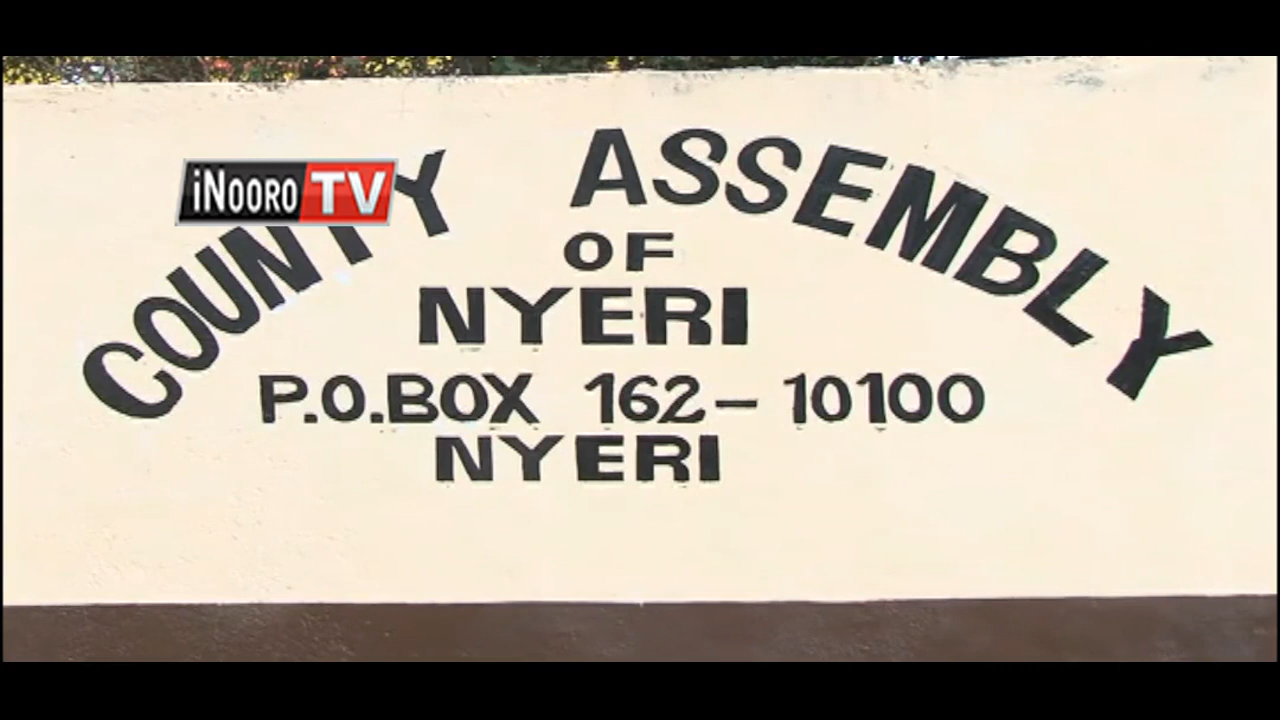 iNOORO TV
COUNTY ASSEMBLY
OF
NYERI
P.O.BOX 162-10100
NYERI